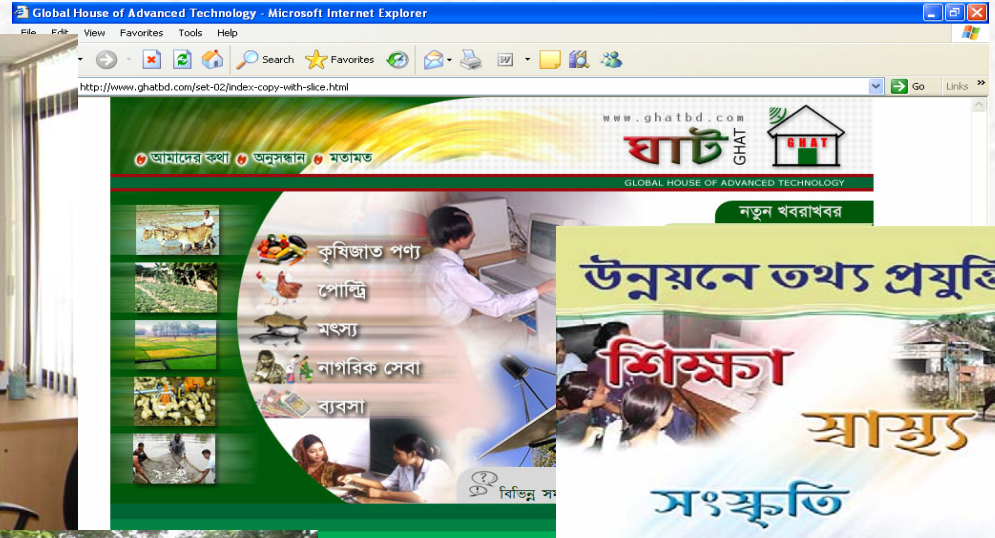 Global House of Advanced Technology - Microsoft Internet Explorer
File Edit View Favorites Tools Help
Search Favorites
http://www.ghatbd.com/set-02/index-copy-with-slice.html Go Links »
www.ghatbd.com
ঘাট GHAT GHAT
আমাদের কথা অনুসন্ধান মতামত
GLOBAL HOUSE OF ADVANCED TECHNOLOGY
নতুন খবরাখবর
কৃষিজাত পণ্য
পোল্ট্রি
মৎস্য
নাগরিক সেবা
ব্যবসা
বিভিন্ন
উন্নয়নে তথ্য
শিক্ষা
স্বাস্থ্য
সংস্কৃতি